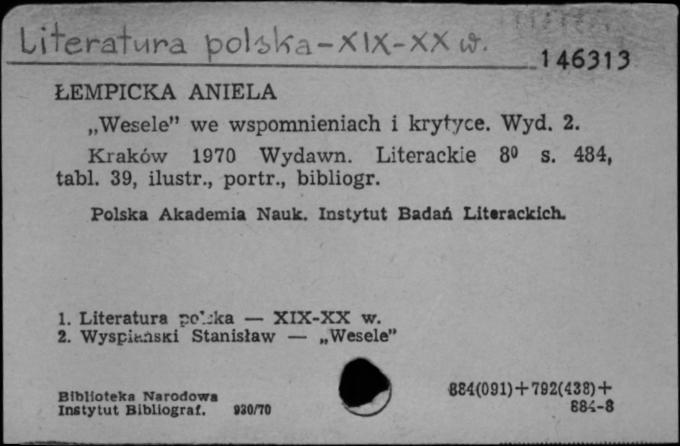 Literatura polska-XIX-XX w.
146313
ŁEMPICKA ANIELA
„Wesele” we wspomnieniach i krytyce. Wyd. 2.
Kraków 1970 Wydawn. Literackie 8⁰ s. 484,
tabl. 39, ilustr., portr., bibliogr.
Polska Akademia Nauk. Instytut Badań Literackich.
1. Literatura polska — XIX-XX w.
2. Wyspiański Stanisław — „Wesele”
Biblioteka Narodowa
Instytut Bibliograf. 930/70
884(091)+792(438)+
884-8